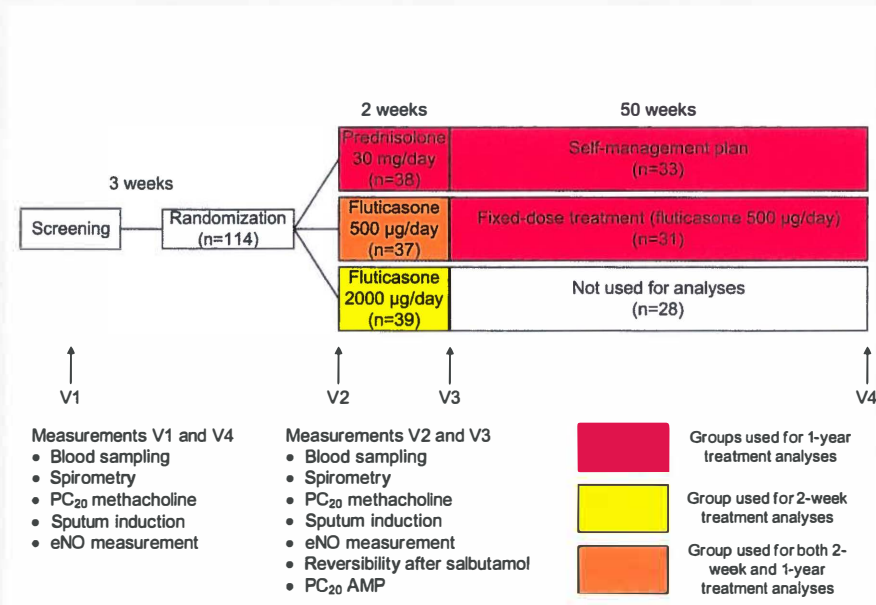 2 weeks
50 weeks
3 weeks
Screening
Randomization
(n=114)
Prednisolone
30 mg/day
(n=38)
Self-management plan
(n=33)
Fluticasone
500 µg/day
(n=37)
Fixed-dose treatment (fluticasone 500 µg/day)
(n=31)
Fluticasone
2000 µg/day
(n=39)
Not used for analyses
(n=28)
V1
V2
V3
V4
Measurements V1 and V4
• Blood sampling
• Spirometry
• PC20 methacholine
• Sputum induction
• eNO measurement
Measurements V2 and V3
• Blood sampling
• Spirometry
• PC20 methacholine
• Sputum induction
• eNO measurement
• Reversibility after salbutamol
• PC20 AMP
Groups used for 1-year
treatment analyses
Group used for 2-week
treatment analyses
Group used for both 2-
week and 1-year
treatment analyses